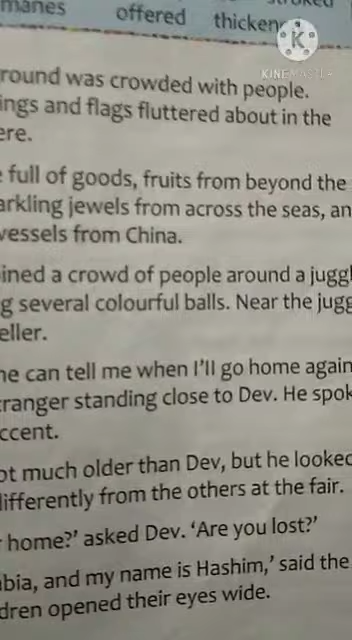 manes offered
KINEMASTER
round was crowded with people.
ings and flags fluttered about in the
ere.
full of goods, fruits from beyond the
arkling jewels from across the seas, an
vessels from China.
ined a crowd of people around a juggl
g several colourful balls. Near the jugg
eller.
ne can tell me when I'll go home again
tranger standing close to Dev. He spok
ccent.
ot much older than Dev, but he looked
differently from the others at the fair.
home?' asked Dev. 'Are you lost?'
bia, and my name is Hashim,' said the
dren opened their eyes wide.